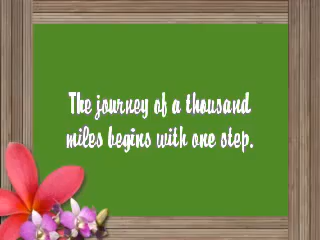 The journey of a thousand
miles begins with one step.